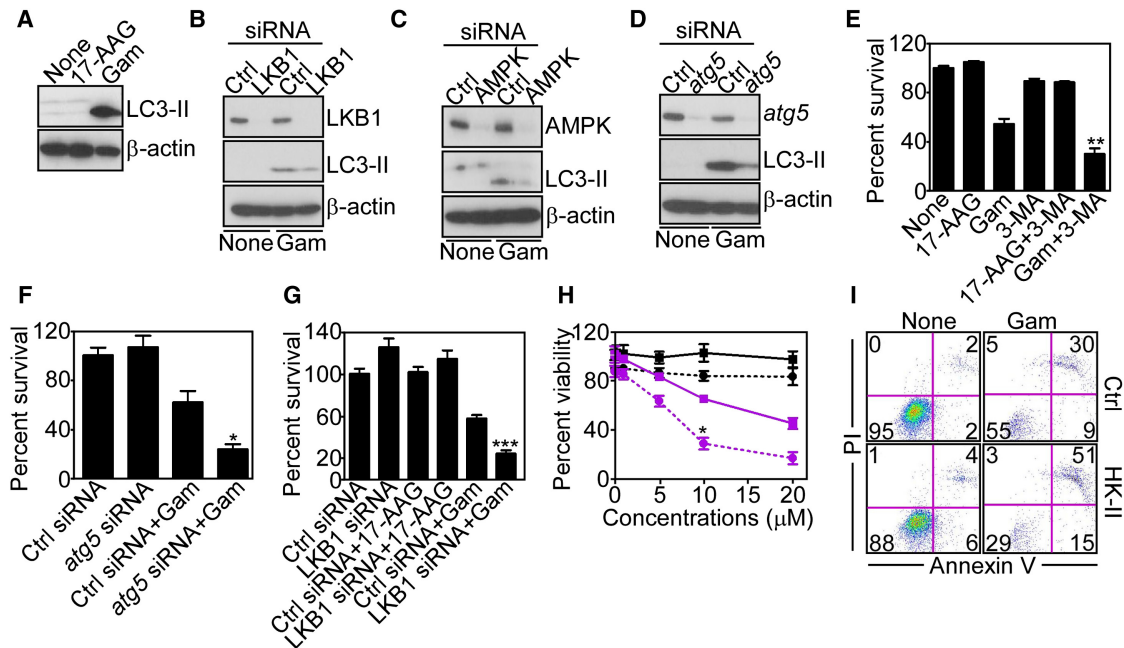 A
None
17-AAG
Gam
LC3-II
β-actin
B
siRNA
Ctrl
LKB1
Ctrl
LKB1
LKB1
LC3-II
β-actin
None Gam
C
siRNA
Ctrl
AMPK
Ctrl
AMPK
AMPK
LC3-II
β-actin
None Gam
D
siRNA
Ctrl
atg5
Ctrl
atg5
atg5
LC3-II
β-actin
None Gam
E
Percent survival
120
80
40
0
None
17-AAG
Gam
3-MA
17-AAG+3-MA
Gam+3-MA
**
F
Percent survival
120
80
40
0
Ctrl siRNA
atg5 siRNA
Ctrl siRNA+Gam
atg5 siRNA+Gam
*
G
Percent survival
140
100
60
20
0
Ctrl siRNA
LKB1 siRNA
Ctrl siRNA+17-AAG
LKB1 siRNA+17-AAG
Ctrl siRNA+Gam
LKB1 siRNA+Gam
***
H
Percent viability
120
80
40
0
*
0 5 10 15 20
Concentrations (μM)
I
None Gam
0 2 5 30
95 2 55 9
Ctrl
1 4 3 51
88 6 29 15
HK-II
PI
Annexin V